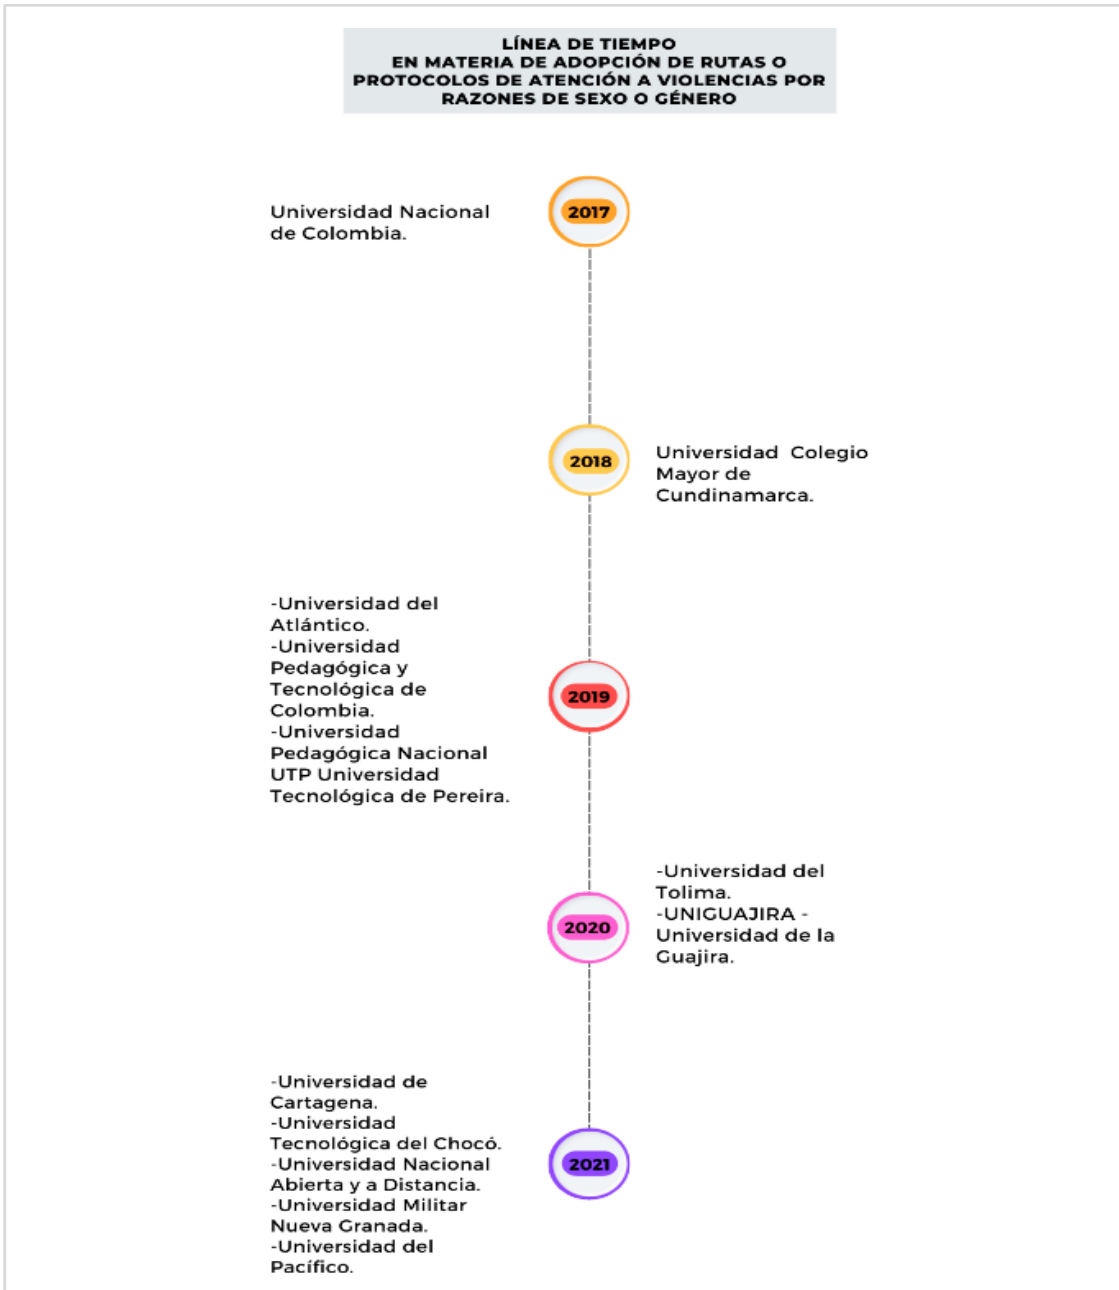 LÍNEA DE TIEMPO
EN MATERIA DE ADOPCIÓN DE RUTAS O
PROTOCOLOS DE ATENCIÓN A VIOLENCIAS POR
RAZONES DE SEXO O GÉNERO
Universidad Nacional
de Colombia.
2017
2018
Universidad Colegio
Mayor de
Cundinamarca.
-Universidad del
Atlántico.
-Universidad
Pedagógica y
Tecnológica de
Colombia.
-Universidad
Pedagógica Nacional
UTP Universidad
Tecnológica de Pereira.
2019
2020
-Universidad del
Tolima.
-UNIGUAJIRA -
Universidad de la
Guajira.
-Universidad de
Cartagena.
-Universidad
Tecnológica del Chocó.
-Universidad Nacional
Abierta y a Distancia.
-Universidad Militar
Nueva Granada.
-Universidad del
Pacífico.
2021